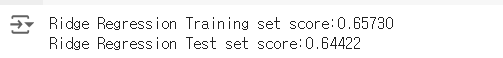 Ridge Regression Training set score:0.65730
Ridge Regression Test set score:0.64422